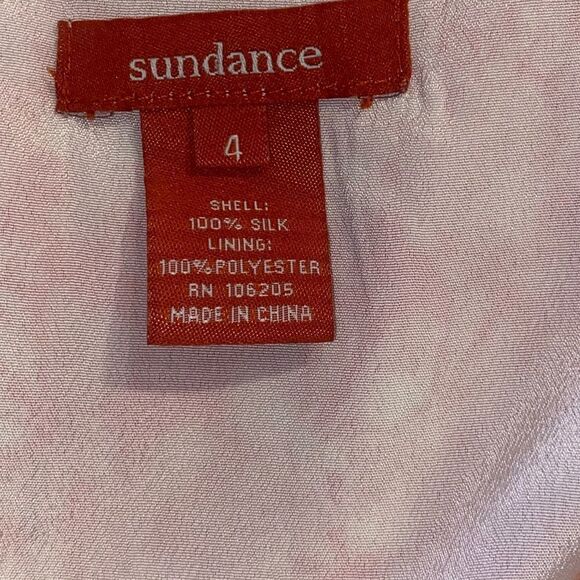 sundance
4
SHELL:
100% SILK
LINING:
100% POLYESTER
RN 106205
MADE IN CHINA